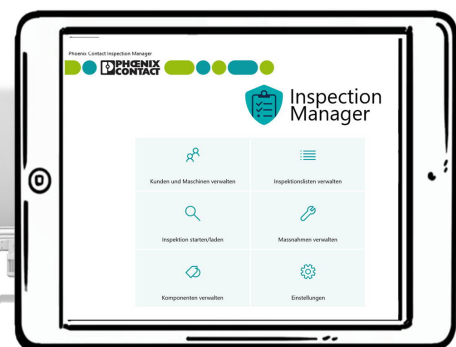 Phoenix Contact Inspection Manager
PHŒNIX
CONTACT
Inspection
Manager
Kunden und Maschinen verwalten
Inspektionslisten verwalten
Inspektion starten/laden
Massnahmen verwalten
Komponenten verwalten
Einstellungen